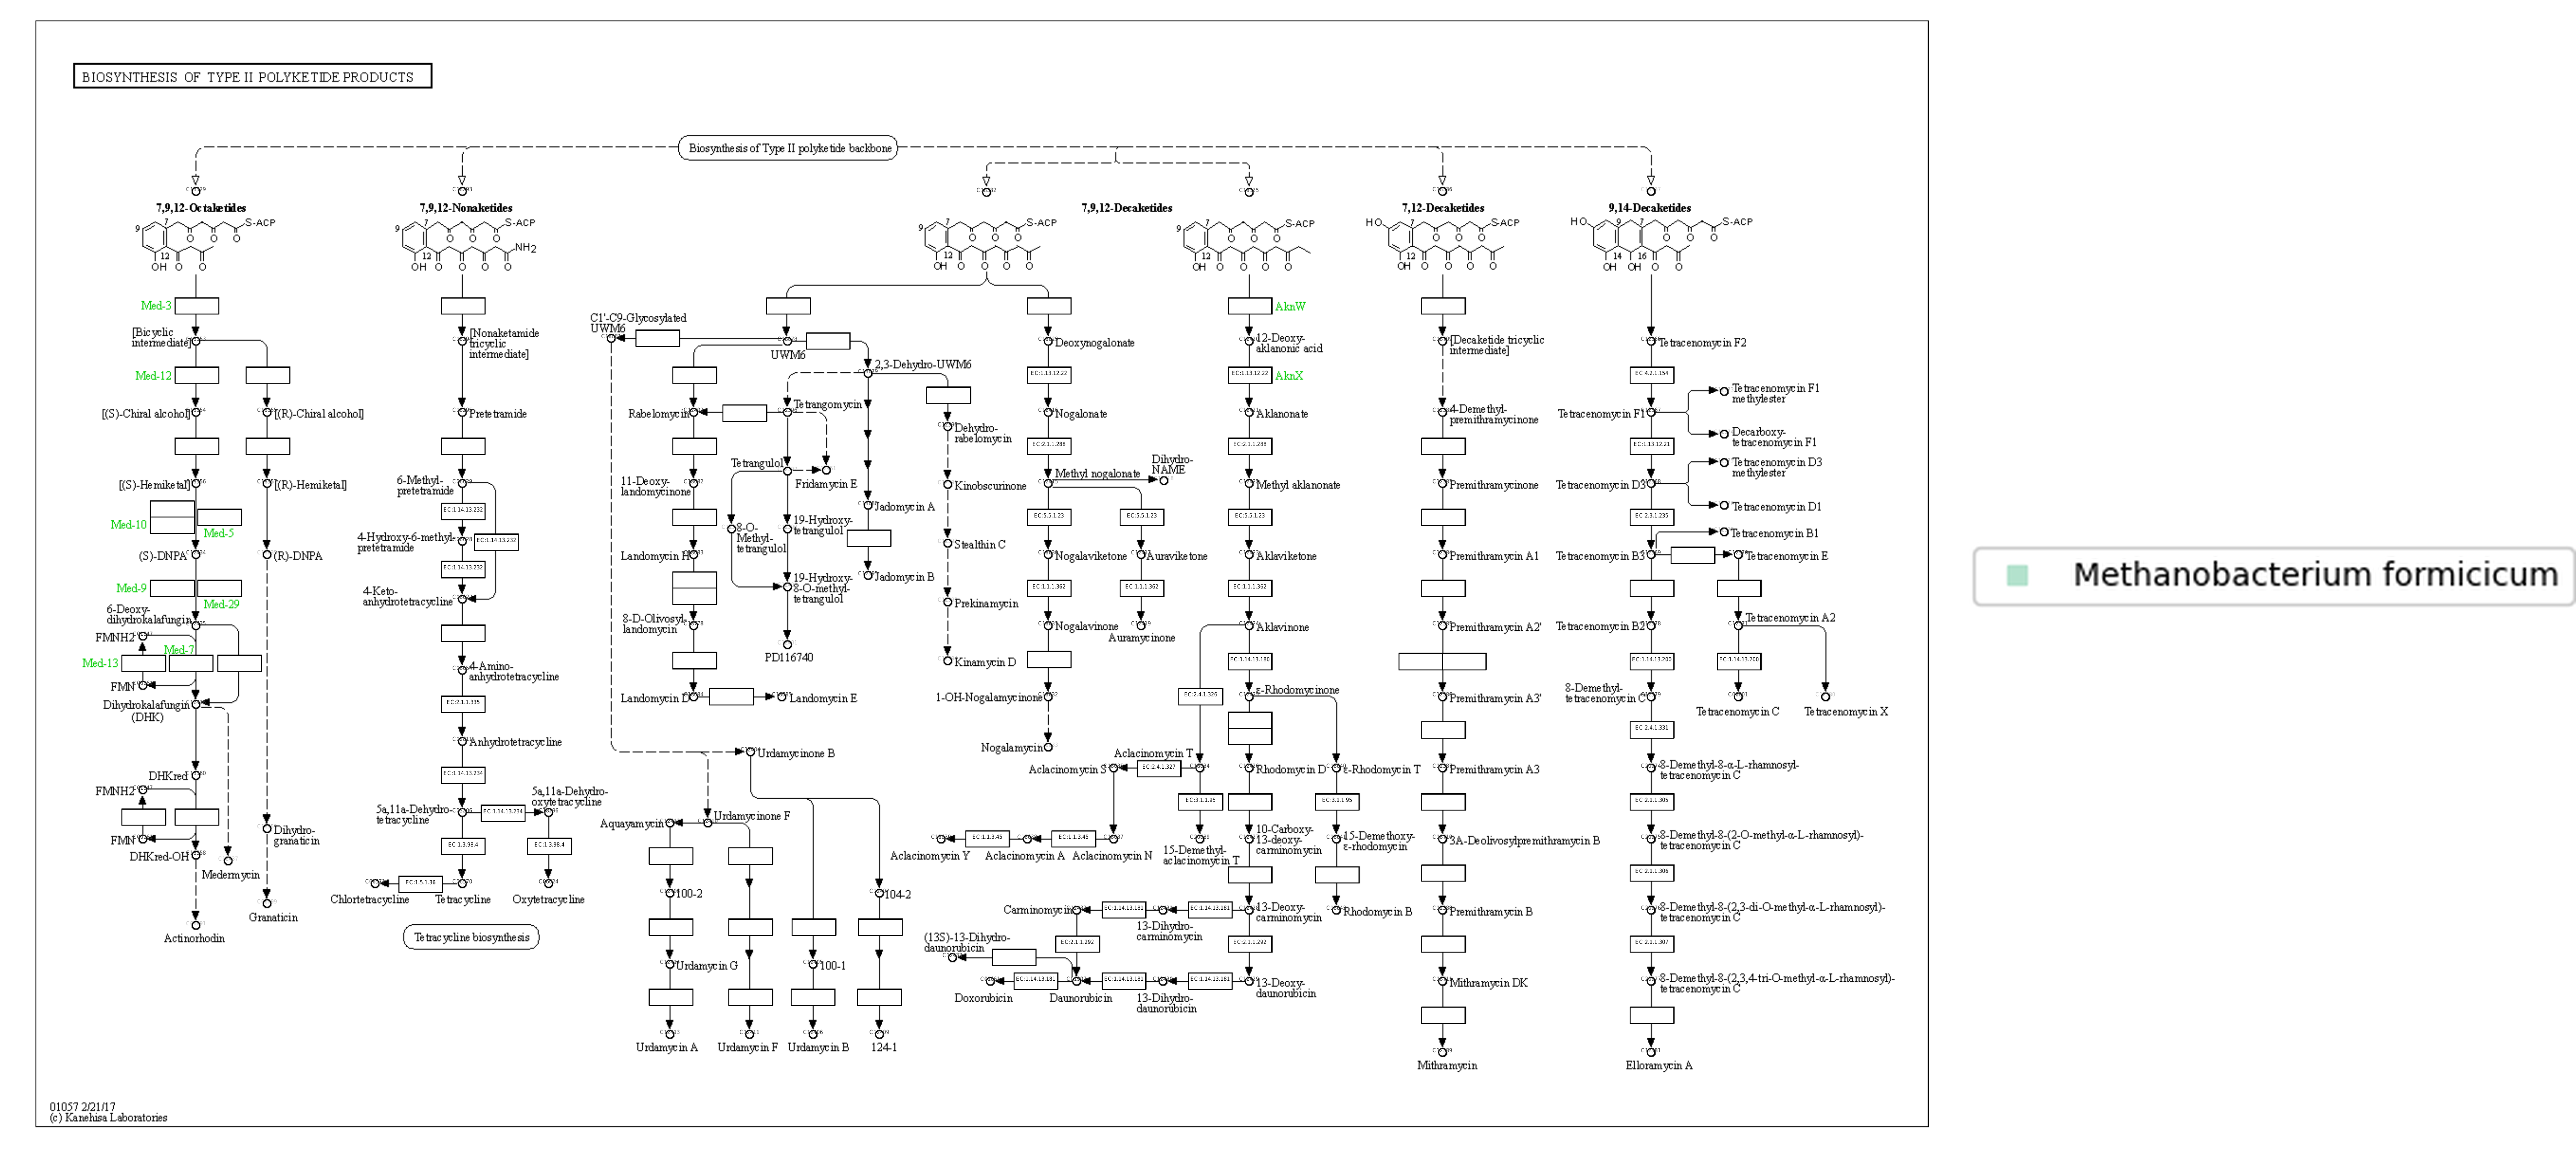 BIOSYNTHESIS OF TYPE II POLYKETIDE PRODUCTS
Biosynthesis of Type II polyketide backbone
7,9,12-Octaketides
7,9,12-Nonaketides
7,9,12-Decaketides
7,12-Decaketides
9,14-Decaketides
9
7
S-ACP
12
OH
O
O
O
O
O
9
7
S-ACP
NH2
12
OH
9
7
S-ACP
12
OH
9
7
S-ACP
12
OH
HO
7
S-ACP
12
OH
HO
9
7
S-ACP
14
16
OH
OH
Med-3
[Bicyclic
intermediate]
Med-12
[(S)-Chiral alcohol]
[(R)-Chiral alcohol]
[(S)-Hemiketal]
[(R)-Hemiketal]
Med-10
Med-5
(S)-DNPA
(R)-DNPA
Med-9
Med-29
6-Deoxy-
dihydrokalafungin
FMNH2
Med-7
Med-13
FMN
Dihydrokalafungin
(DHK)
DHKred
FMNH2
FMN
DHKred-OH
Medermycin
Dihydro-
granaticin
Granaticin
Actinorhodin
[Nonaketamide
tricyclic
intermediate]
Pretetramide
6-Methyl-
pretetramide
EC:1.14.13.232
4-Hydroxy-6-methyl-
pretetramide
EC:1.14.13.232
EC:1.14.13.232
4-Keto-
anhydrotetracycline
4-Amino-
anhydrotetracycline
EC:2.1.1.335
Anhydrotetracycline
EC:1.14.13.234
5a,11a-Dehydro-
tetracycline
EC:1.14.13.234
5a,11a-Dehydro-
oxytetracycline
EC:1.3.98.4
EC:1.3.98.4
EC:1.5.1.36
Chlortetracycline
Tetracycline
Oxytetracycline
Tetracycline biosynthesis
C1'-C9-Glycosylated
UWM6
UWM6
2,3-Dehydro-UWM6
Rabelomycin
Tetrangomycin
Dehydro-
rabelomycin
Tetrangulol
Fridamycin E
11-Deoxy-
landomycinone
Kinobscurinone
Jadomycin A
8-O-
Methyl-
tetrangulol
19-Hydroxy-
tetrangulol
Stealthin C
Landomycin H
Jadomycin B
19-Hydroxy-
8-O-methyl-
tetrangulol
Prekinamycin
8-D-Olivosyl-
landomycin
PD116740
Kinamycin D
Landomycin D
Landomycin E
Urdamycinone B
Aquayamycin
Urdamycinone F
100-2
104-2
Urdamycin G
100-1
Urdamycin A
Urdamycin F
Urdamycin B
124-1
Deoxynogalonate
EC:1.13.12.22
Nogalonate
EC:2.1.1.288
Methyl nogalonate
Dihydro-
NAME
EC:5.5.1.23
EC:5.5.1.23
Nogalaviketone
Auraviketone
EC:1.1.1.362
EC:1.1.1.362
Nogalavinone
Auramycinone
1-OH-Nogalamycinone
Nogalamycin
AknW
12-Deoxy-
aklanonic acid
EC:1.13.12.22
AknX
Aklanonate
EC:2.1.1.288
Methyl aklanonate
EC:5.5.1.23
Aklaviketone
EC:1.1.1.362
Aklavinone
EC:1.14.13.180
EC:2.4.1.326
ε-Rhodomycinone
Aclacinomycin T
Aclacinomycin S
EC:2.4.1.327
Rhodomycin D
ε-Rhodomycin T
EC:3.1.1.95
EC:3.1.1.95
EC:1.1.3.45
EC:1.1.3.45
Aclacinomycin Y
Aclacinomycin A
Aclacinomycin N
15-Demethyl-
aclacinomycin T
10-Carboxy-
13-deoxy-
carminomycin
15-Demethoxy-
ε-rhodomycin
Carminomycin
EC:1.14.13.181
EC:1.14.13.181
13-Deoxy-
carminomycin
Rhodomycin B
13-Dihydro-
carminomycin
(13S)-13-Dihydro-
daunorubicin
EC:2.1.1.292
EC:2.1.1.292
EC:1.14.13.181
EC:1.14.13.181
EC:1.14.13.181
Doxorubicin
Daunorubicin
13-Dihydro-
daunorubicin
13-Deoxy-
daunorubicin
[Decaketide tricyclic
intermediate]
4-Demethyl-
premithramycinone
Premithramycinone
Premithramycin A1
Premithramycin A2'
Premithramycin A3'
Premithramycin A3
3A-Deolivosylpremithramycin B
Premithramycin B
Mithramycin DK
Mithramycin
Tetracenomycin F2
EC:4.2.1.154
Tetracenomycin F1
methylester
Tetracenomycin F1
Decarboxy-
tetracenomycin F1
EC:1.13.12.21
Tetracenomycin D3
methylester
Tetracenomycin D3
Tetracenomycin D1
EC:2.3.1.235
Tetracenomycin B1
Tetracenomycin B3
Tetracenomycin E
Tetracenomycin B2
Tetracenomycin A2
EC:1.14.13.200
EC:1.14.13.200
8-Demethyl-
tetracenomycin C
Tetracenomycin C
Tetracenomycin X
EC:2.4.1.331
8-Demethyl-8-α-L-rhamnosyl-
tetracenomycin C
EC:2.1.1.305
8-Demethyl-8-(2-O-methyl-α-L-rhamnosyl)-
tetracenomycin C
EC:2.1.1.306
8-Demethyl-8-(2,3-di-O-methyl-α-L-rhamnosyl)-
tetracenomycin C
EC:2.1.1.307
8-Demethyl-8-(2,3,4-tri-O-methyl-α-L-rhamnosyl)-
tetracenomycin C
Elloramycin A
Methanobacterium formicicum
01057 2/21/17
(c) Kanehisa Laboratories